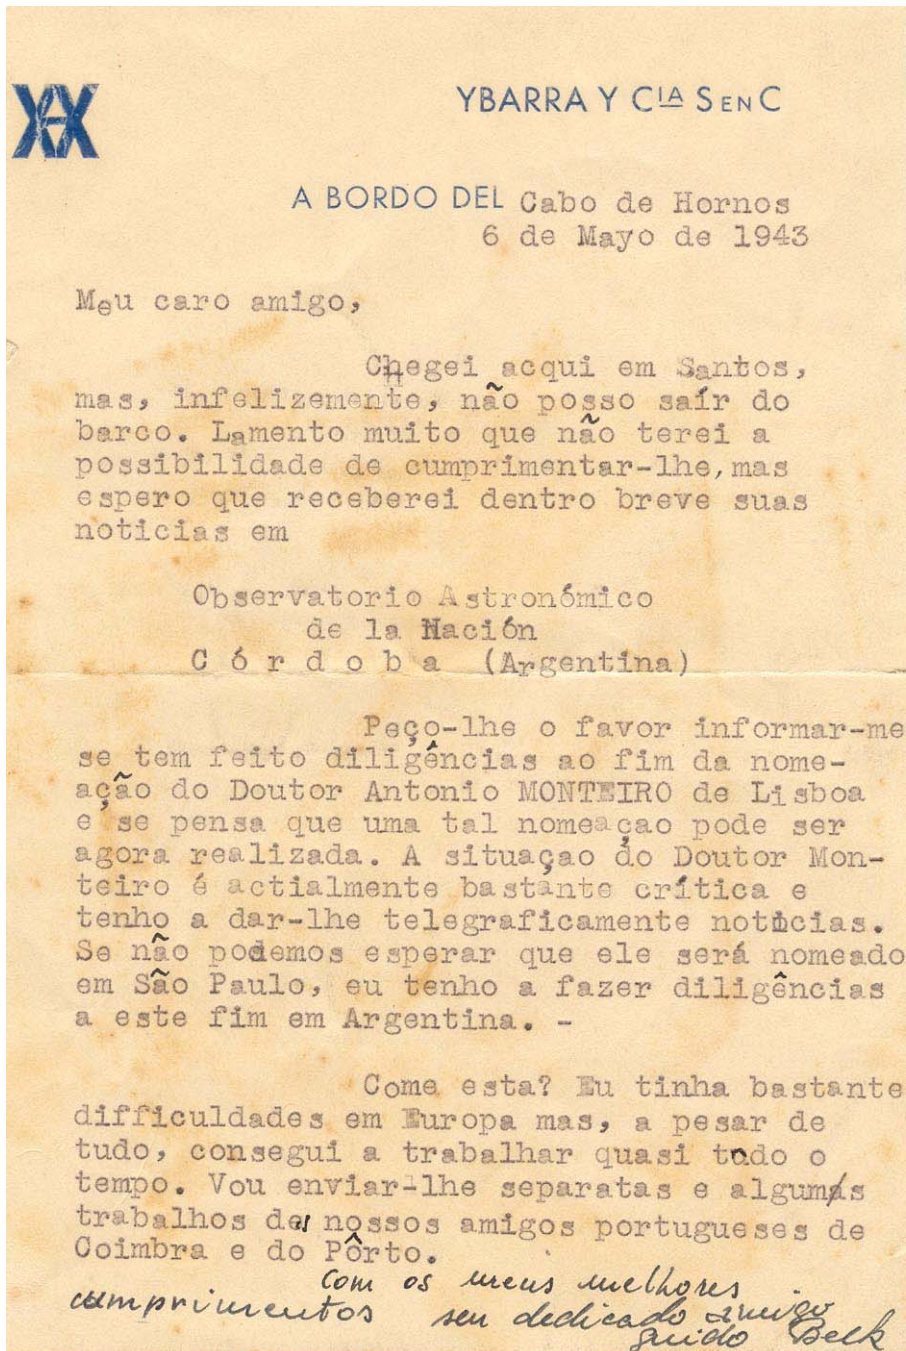 YBARRA Y CIA S EN C
A BORDO DEL Cabo de Hornos
6 de Mayo de 1943
Meu caro amigo,
Chegei acqui em Santos,
mas, infelizemente, não posso saír do
barco. Lamento muito que não terei a
possibilidade de cumprimentar-lhe, mas
espero que receberei dentro breve suas
noticias em
Observatorio Astronómico
de la Nación
C ó r d o b a (Argentina)
Peço-lhe o favor informar-me
se tem feito diligências ao fim da nome-
ação do Doutor Antonio MONTEIRO de Lisboa
e se pensa que uma tal nomeaçao pode ser
agora realizada. A situaçao do Doutor Mon-
teiro é actialmente bastante crítica e
tenho a dar-lhe telegraficamente noticias.
Se não podemos esperar que ele será nomeado
em São Paulo, eu tenho a fazer diligências
a este fim em Argentina. -
Come esta? Eu tinha bastante
difficuldades em Europa mas, a pesar de
tudo, consegui a trabalhar quasi todo o
tempo. Vou enviar-lhe separatas e algums
trabalhos des nossos amigos portugueses de
Coimbra e do Pôrto.
Com os meus melhores
cumprimentos seu dedicado amigo
Guido Beck